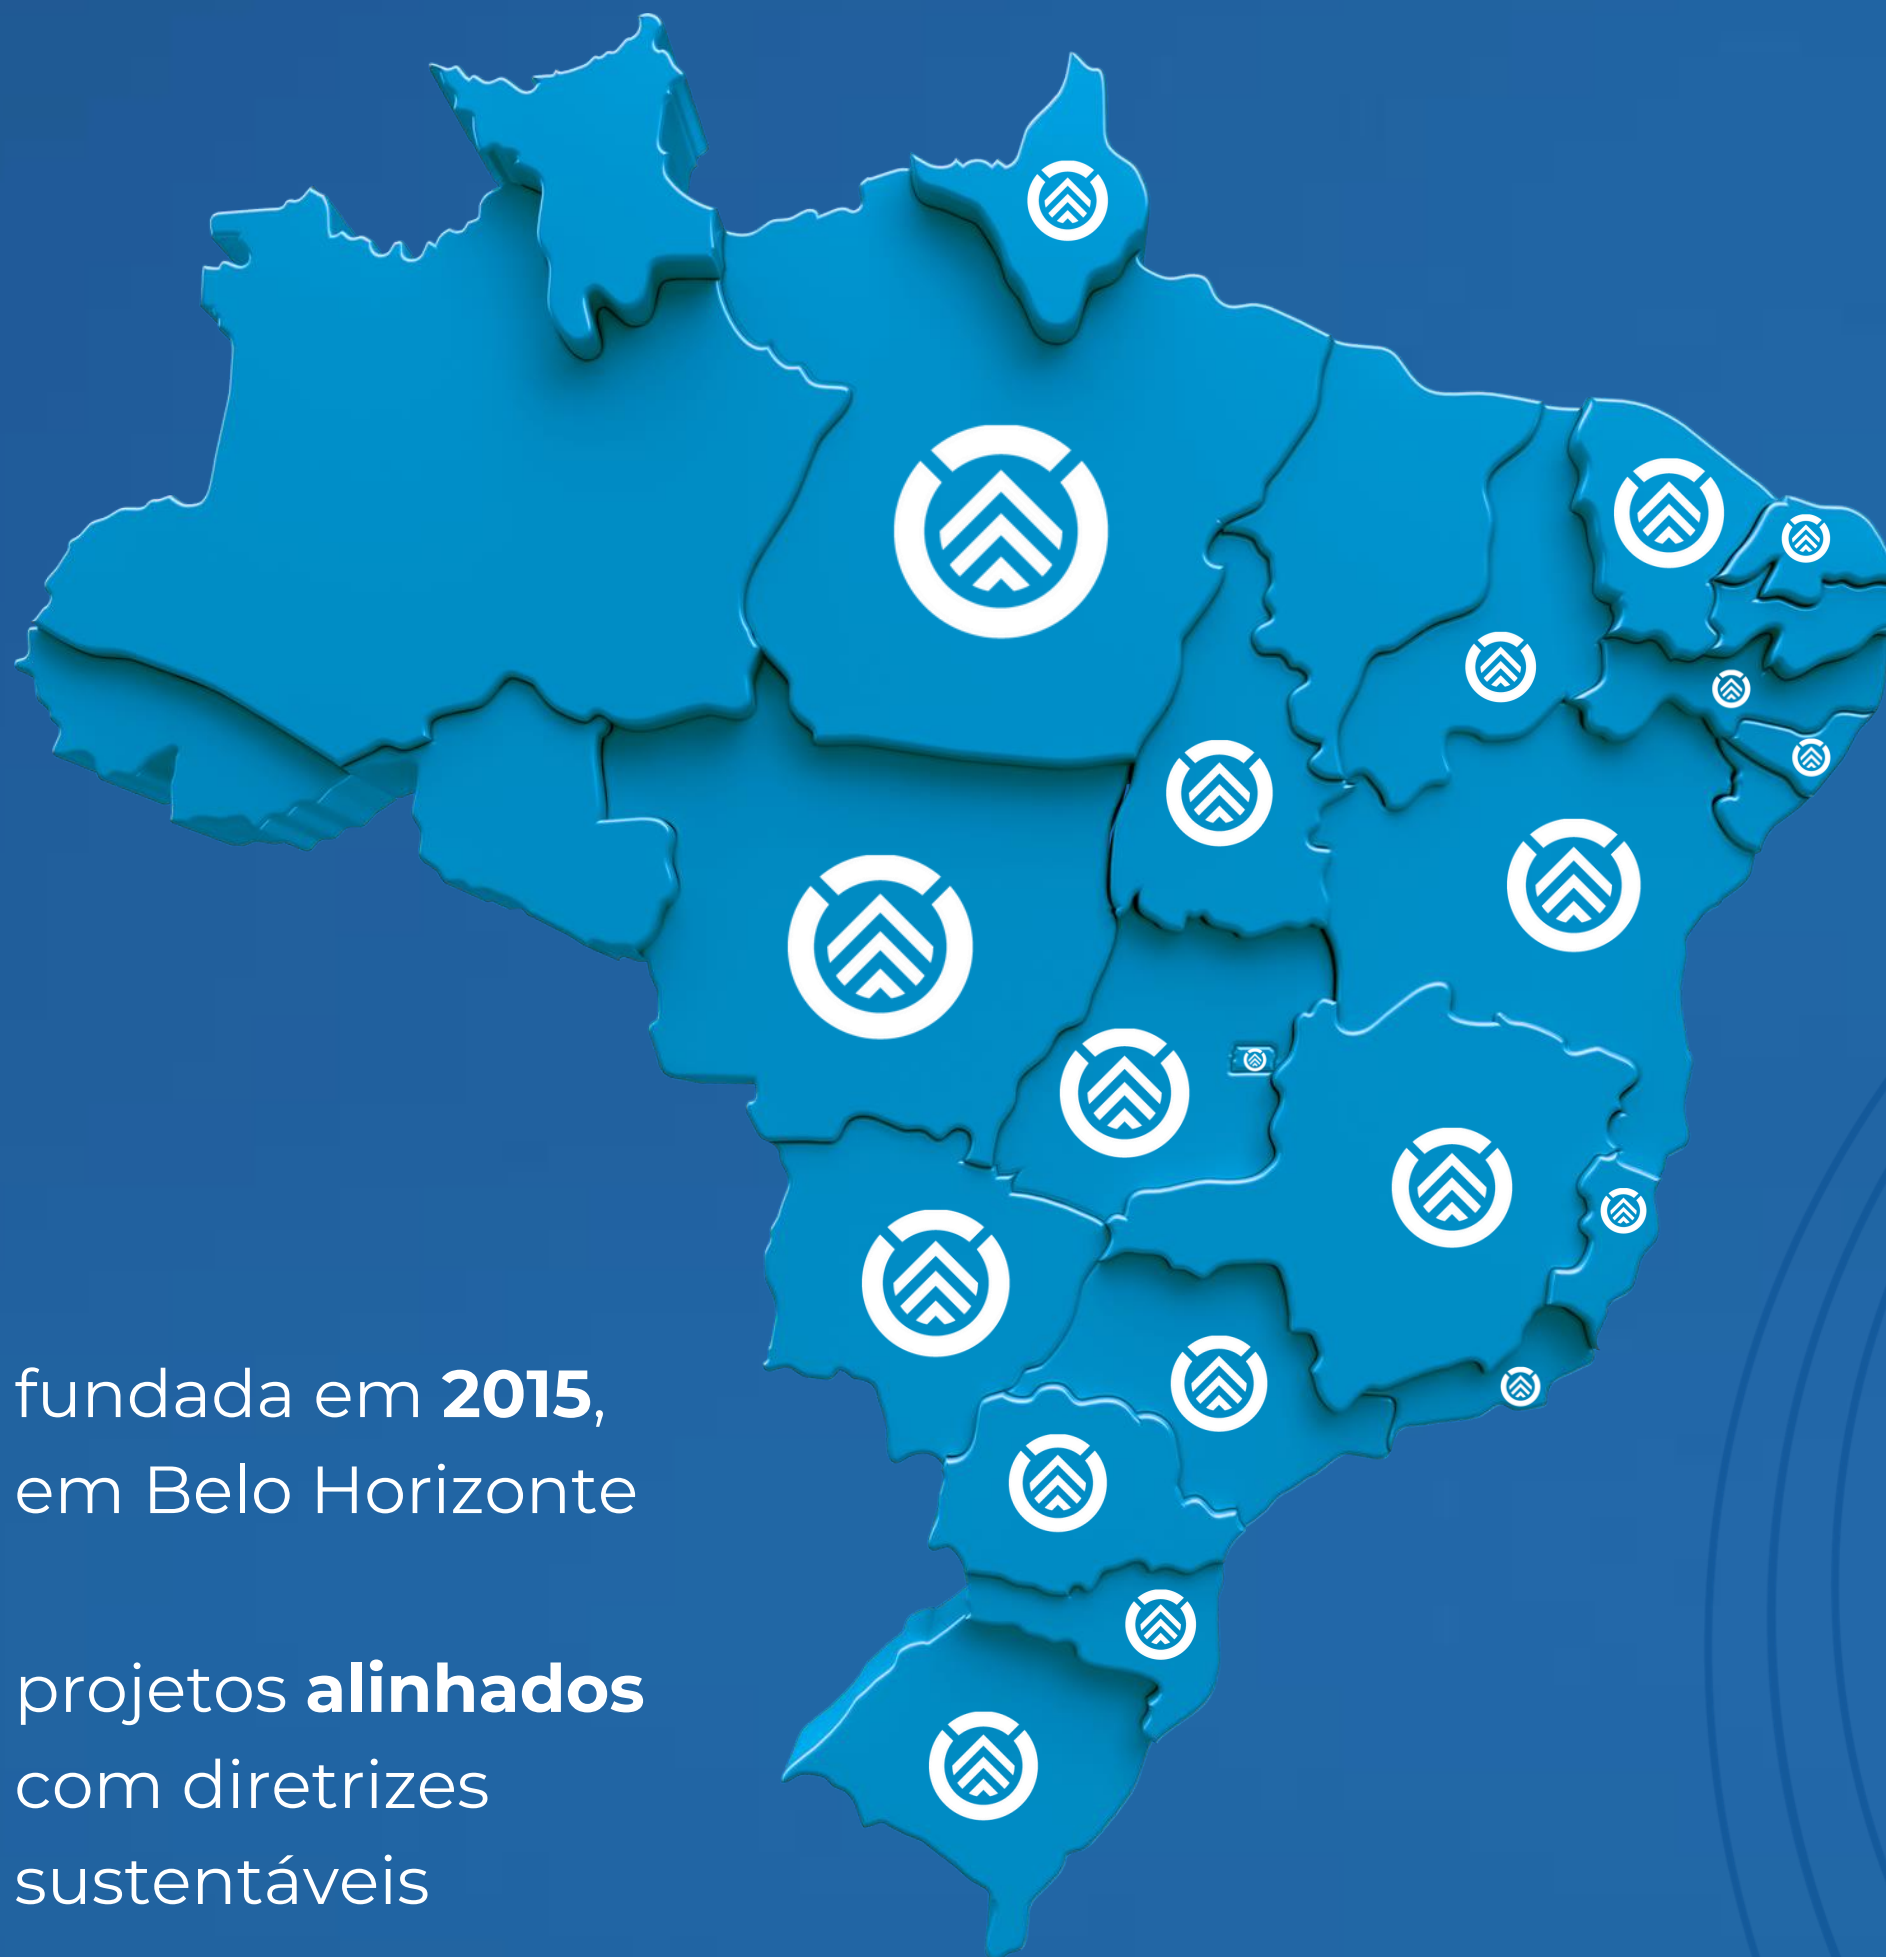 fundada em 2015,
em Belo Horizonte
projetos alinhados
com diretrizes
sustentáveis